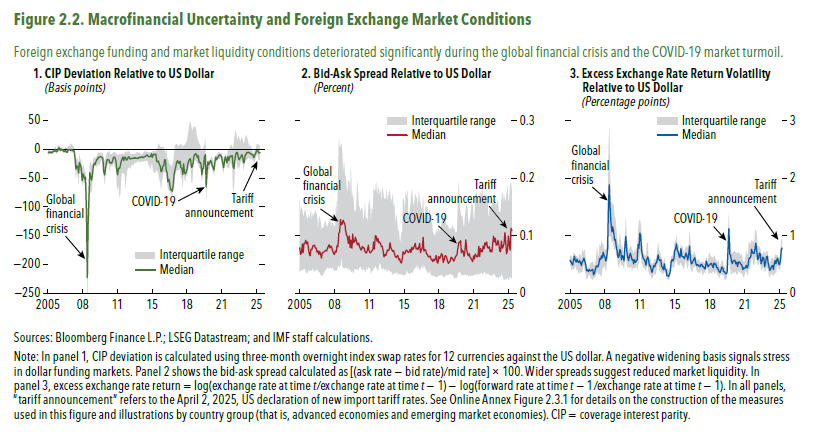 Figure 2.2. Macrofinancial Uncertainty and Foreign Exchange Market Conditions
Foreign exchange funding and market liquidity conditions deteriorated significantly during the global financial crisis and the COVID-19 market turmoil.
1. CIP Deviation Relative to US Dollar
(Basis points)
50
0
−50
−100
−150
−200
−250
Global
financial
crisis
COVID-19
Tariff
announcement
Interquartile range
Median
2005 08 11 15 18 21 25
2. Bid-Ask Spread Relative to US Dollar
(Percent)
Interquartile range
Median
0.3
0.2
0.1
0
Global
financial
crisis
COVID-19
Tariff
announcement
2005 08 11 15 18 21 25
3. Excess Exchange Rate Return Volatility
Relative to US Dollar
(Percentage points)
Interquartile range
Median
3
2
1
0
Global
financial
crisis
COVID-19
Tariff
announcement
2005 08 11 15 18 21 25
Sources: Bloomberg Finance L.P.; LSEG Datastream; and IMF staff calculations.
Note: In panel 1, CIP deviation is calculated using three-month overnight index swap rates for 12 currencies against the US dollar. A negative widening basis signals stress
in dollar funding markets. Panel 2 shows the bid-ask spread calculated as [(ask rate − bid rate)/mid rate] × 100. Wider spreads suggest reduced market liquidity. In
panel 3, excess exchange rate return = log(exchange rate at time t/exchange rate at time t − 1) − log(forward rate at time t − 1/exchange rate at time t − 1). In all panels,
"tariff announcement" refers to the April 2, 2025, US declaration of new import tariff rates. See Online Annex Figure 2.3.1 for details on the construction of the measures
used in this figure and illustrations by country group (that is, advanced economies and emerging market economies). CIP = coverage interest parity.